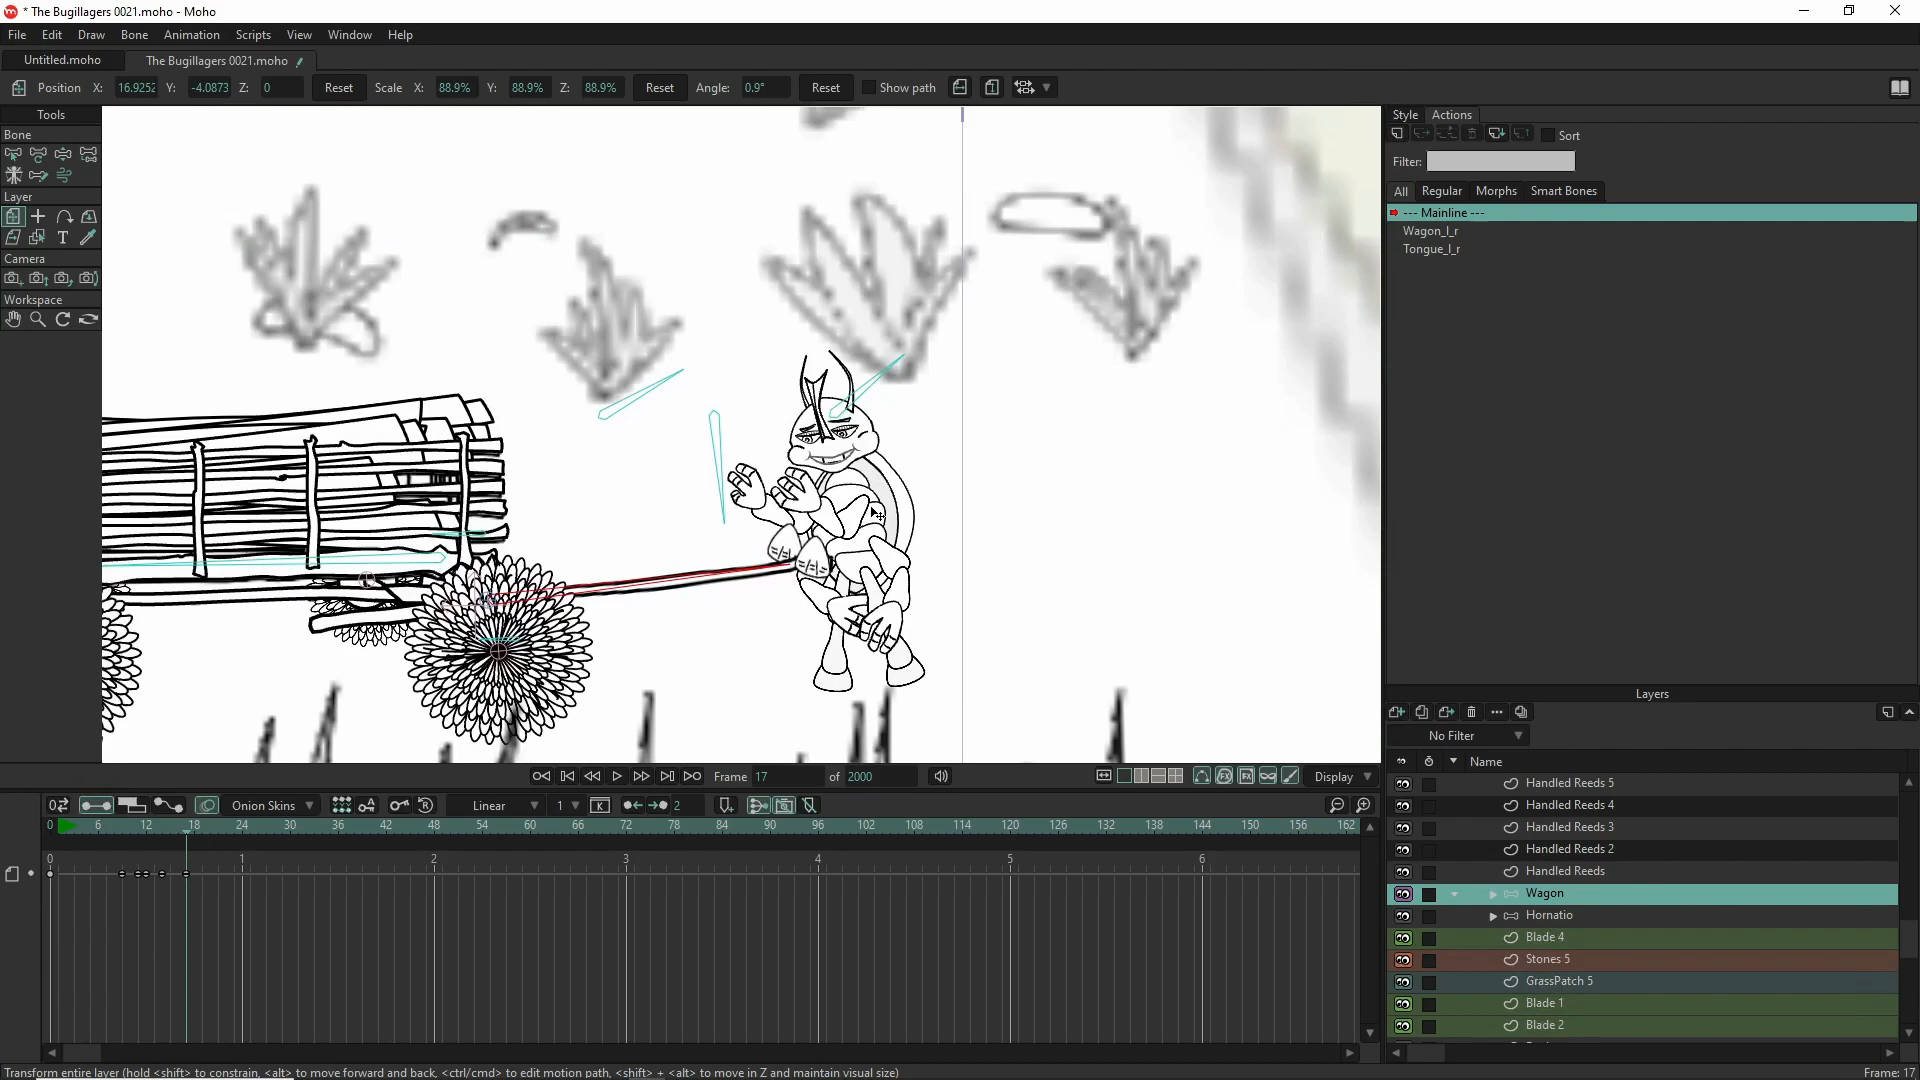 * The Bugillagers 0021.moho - Moho
File Edit Draw Bone Animation Scripts View Window Help
Untitled.moho The Bugillagers 0021.moho
Position X: 16.9252 Y: -4.0873 Z: 0 Reset Scale X: 88.9% Y: 88.9% Z: 88.9% Reset Angle: 0.9° Reset Show path
Tools
Bone
Layer
Camera
Workspace
Style Actions
Sort
Filter:
All Regular Morphs Smart Bones
--- Mainline ---
Wagon_l_r
Tongue_l_r
Layers
No Filter
Name
Handled Reeds 5
Handled Reeds 4
Handled Reeds 3
Handled Reeds 2
Handled Reeds
Wagon
Hornatio
Blade 4
Stones 5
GrassPatch 5
Blade 1
Blade 2
Frame 17 of 2000 Display
Onion Skins Linear 1 2
0 6 12 18 24 30 36 42 48 54 60 66 72 78 84 90 96 102 108 114 120 126 132 138 144 150 156 162
0 1 2 3 4 5 6
Transform entire layer (hold <shift> to constrain, <alt> to move forward and back, <ctrl/cmd> to edit motion path, <shift> + <alt> to move in Z and maintain visual size)
Frame: 17